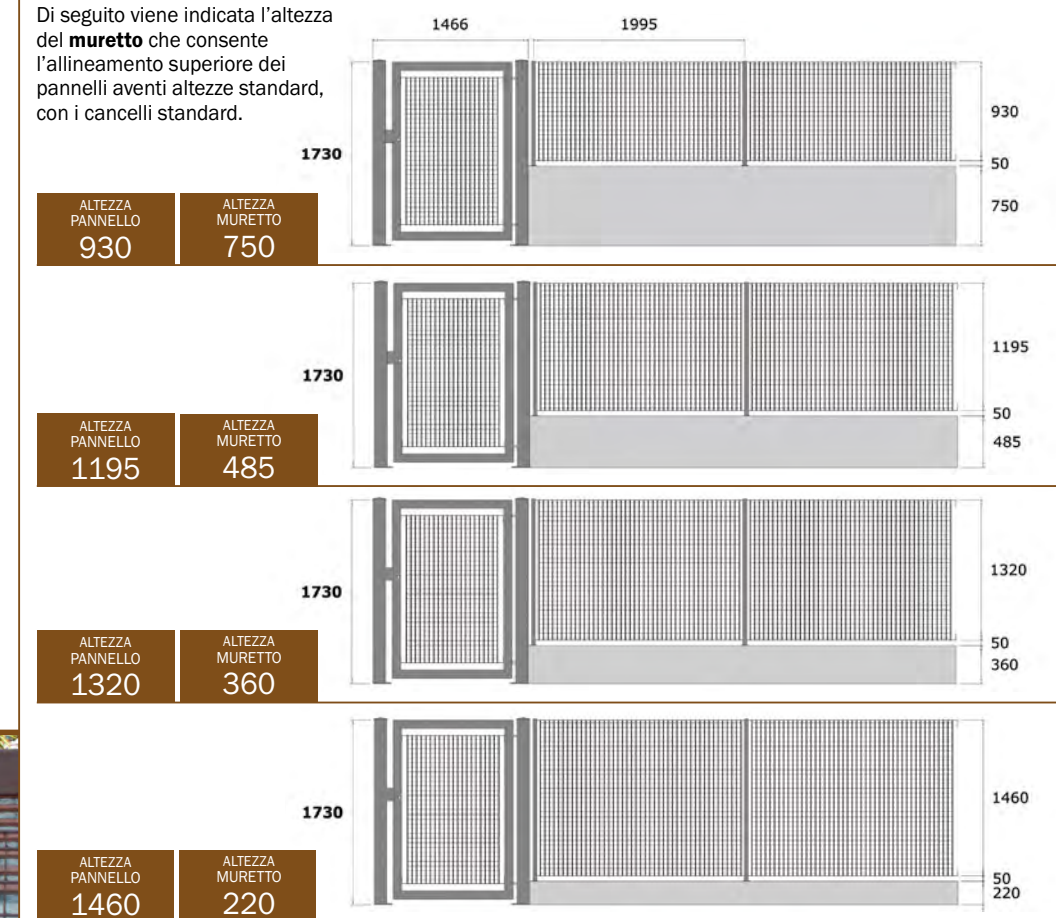 Di seguito viene indicata l'altezza
del muretto che consente
l'allineamento superiore dei
pannelli aventi altezze standard,
con i cancelli standard.
1466
1995
1730
930
50
750
ALTEZZA
PANNELLO
930
ALTEZZA
MURETTO
750
1730
1195
50
485
ALTEZZA
PANNELLO
1195
ALTEZZA
MURETTO
485
1730
1320
50
360
ALTEZZA
PANNELLO
1320
ALTEZZA
MURETTO
360
1730
1460
50
220
ALTEZZA
PANNELLO
1460
ALTEZZA
MURETTO
220